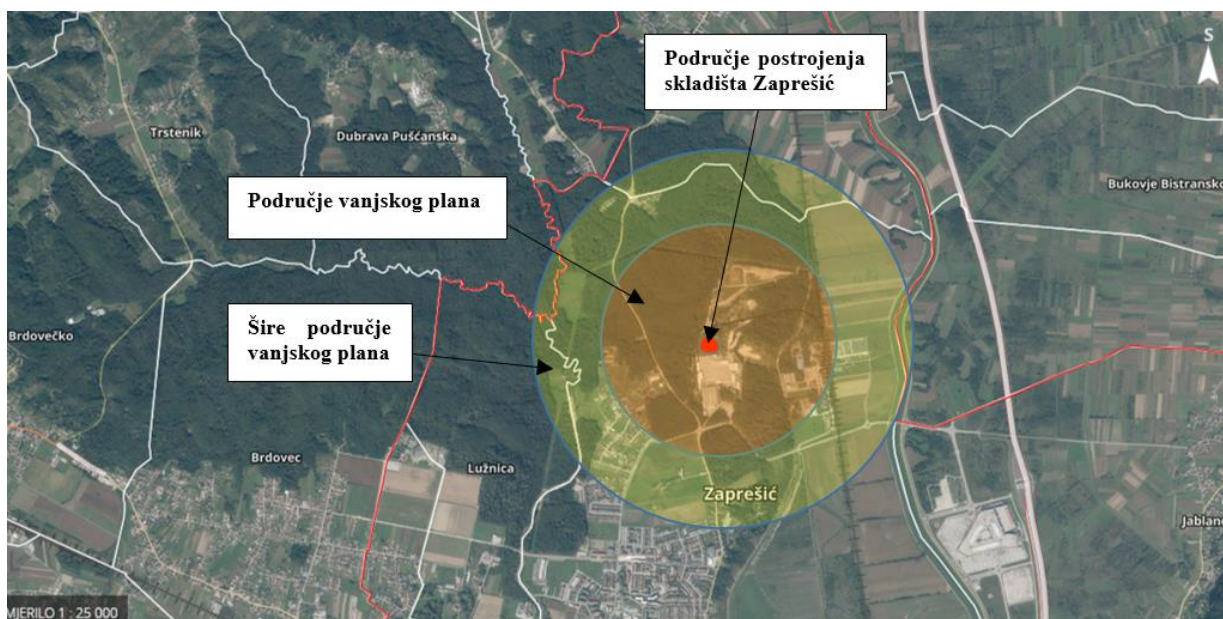 Područje postrojenja
skladišta Zaprešić
S
Trstenik
Dubrava Pušćanska
Bukovje Bistransko
Područje vanjskog plana
Šire područje
vanjskog plana
Brdovečko
Brdovec
Lužnica
Zaprešić
Jablano
MJERILO 1 : 25 000